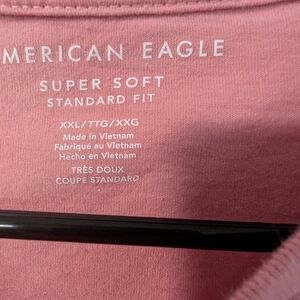 MERICAN EAGLE
SUPER SOFT
STANDARD FIT
XXL/TTG/XXG
Made in Vietnam
Fabriqué au Vietnam
Hecho en Vietnam
TRÈS DOUX
COUPE STANDARD